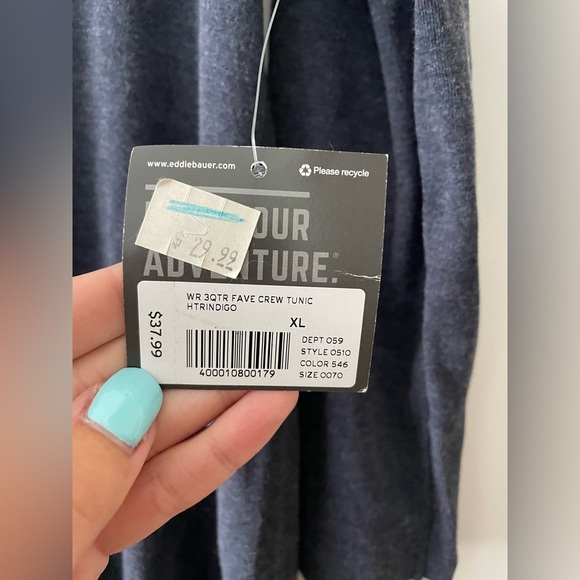 www.eddiebauer.com
Please recycle
$ 29.99
OUR
ADVENTURE.®
WR 3QTR FAVE CREW TUNIC
HTRINDIGO
XL
$37.99
DEPT 059
STYLE 0510
COLOR 546
SIZE 0070
400010800179